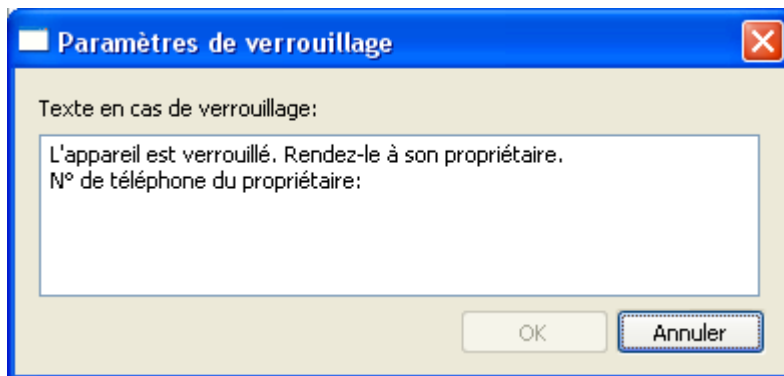 Paramètres de verrouillage
Texte en cas de verrouillage:
L'appareil est verrouillé. Rendez-le à son propriétaire.
N° de téléphone du propriétaire:
OK
Annuler